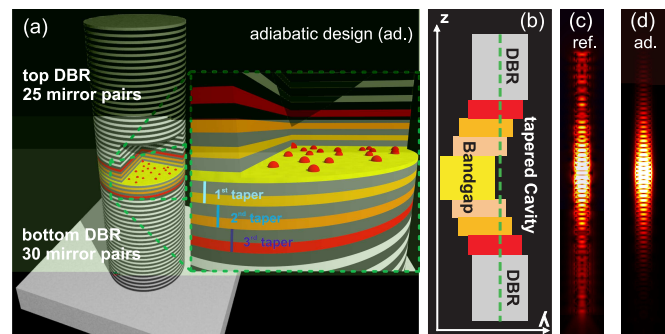 (a)
adiabatic design (ad.)
top DBR
25 mirror pairs
1st taper
2nd taper
3rd taper
bottom DBR
30 mirror pairs
(b)
z
DBR
tapered Cavity
Bandgap
DBR
λ
(c)
ref.
(d)
ad.